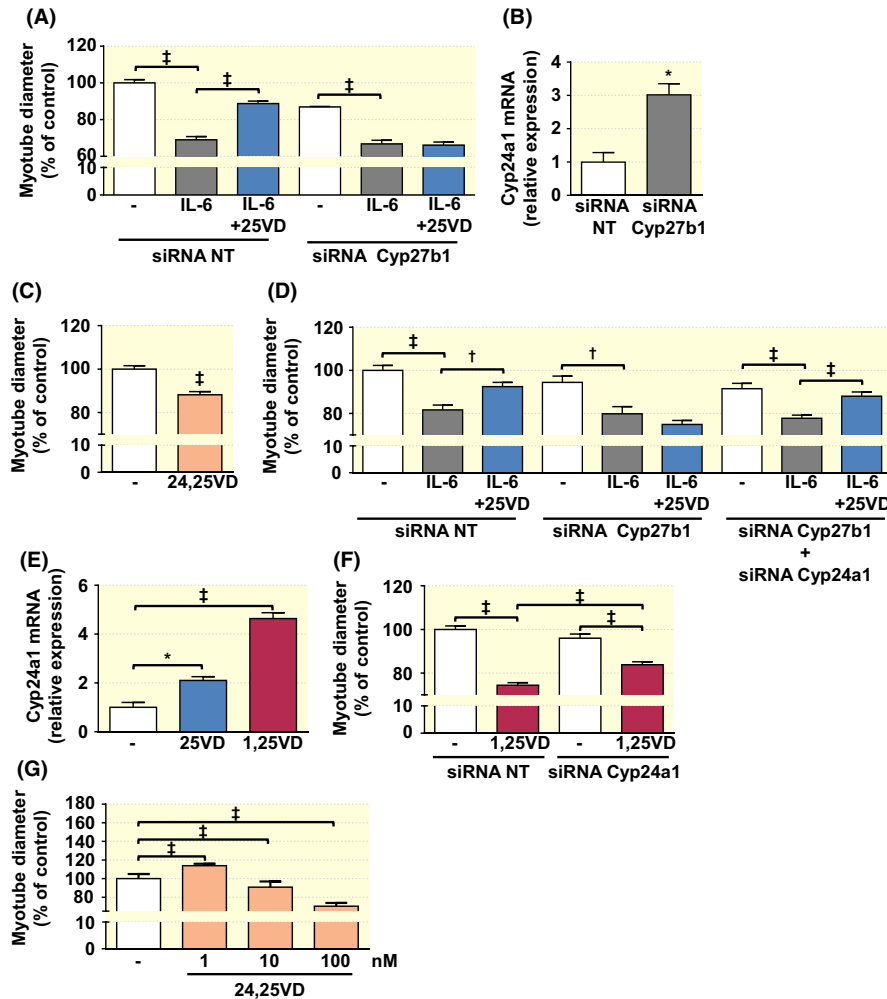 (A)
Myotube diameter
(% of control)
120
100
80
60
10
0
‡
‡
‡
- IL-6 IL-6 - IL-6 IL-6
+25VD +25VD
siRNA NT siRNA Cyp27b1
(B)
Cyp24a1 mRNA
(relative expression)
4
3
2
1
0
*
siRNA siRNA
NT Cyp27b1
(C)
Myotube diameter
(% of control)
120
100
80
10
0
‡
- 24,25VD
(D)
Myotube diameter
(% of control)
120
100
80
10
0
‡ † † ‡ ‡
- IL-6 IL-6 - IL-6 IL-6 - IL-6 IL-6
+25VD +25VD +25VD
siRNA NT siRNA Cyp27b1 siRNA Cyp27b1
+
siRNA Cyp24a1
(E)
Cyp24a1 mRNA
(relative expression)
6
4
2
0
‡
*
- 25VD 1,25VD
(F)
Myotube diameter
(% of control)
120
100
80
10
0
‡ ‡
‡
- 1,25VD - 1,25VD
siRNA NT siRNA Cyp24a1
(G)
Myotube diameter
(% of control)
180
160
140
120
100
80
10
0
‡
‡
‡
- 1 10 100 nM
24,25VD